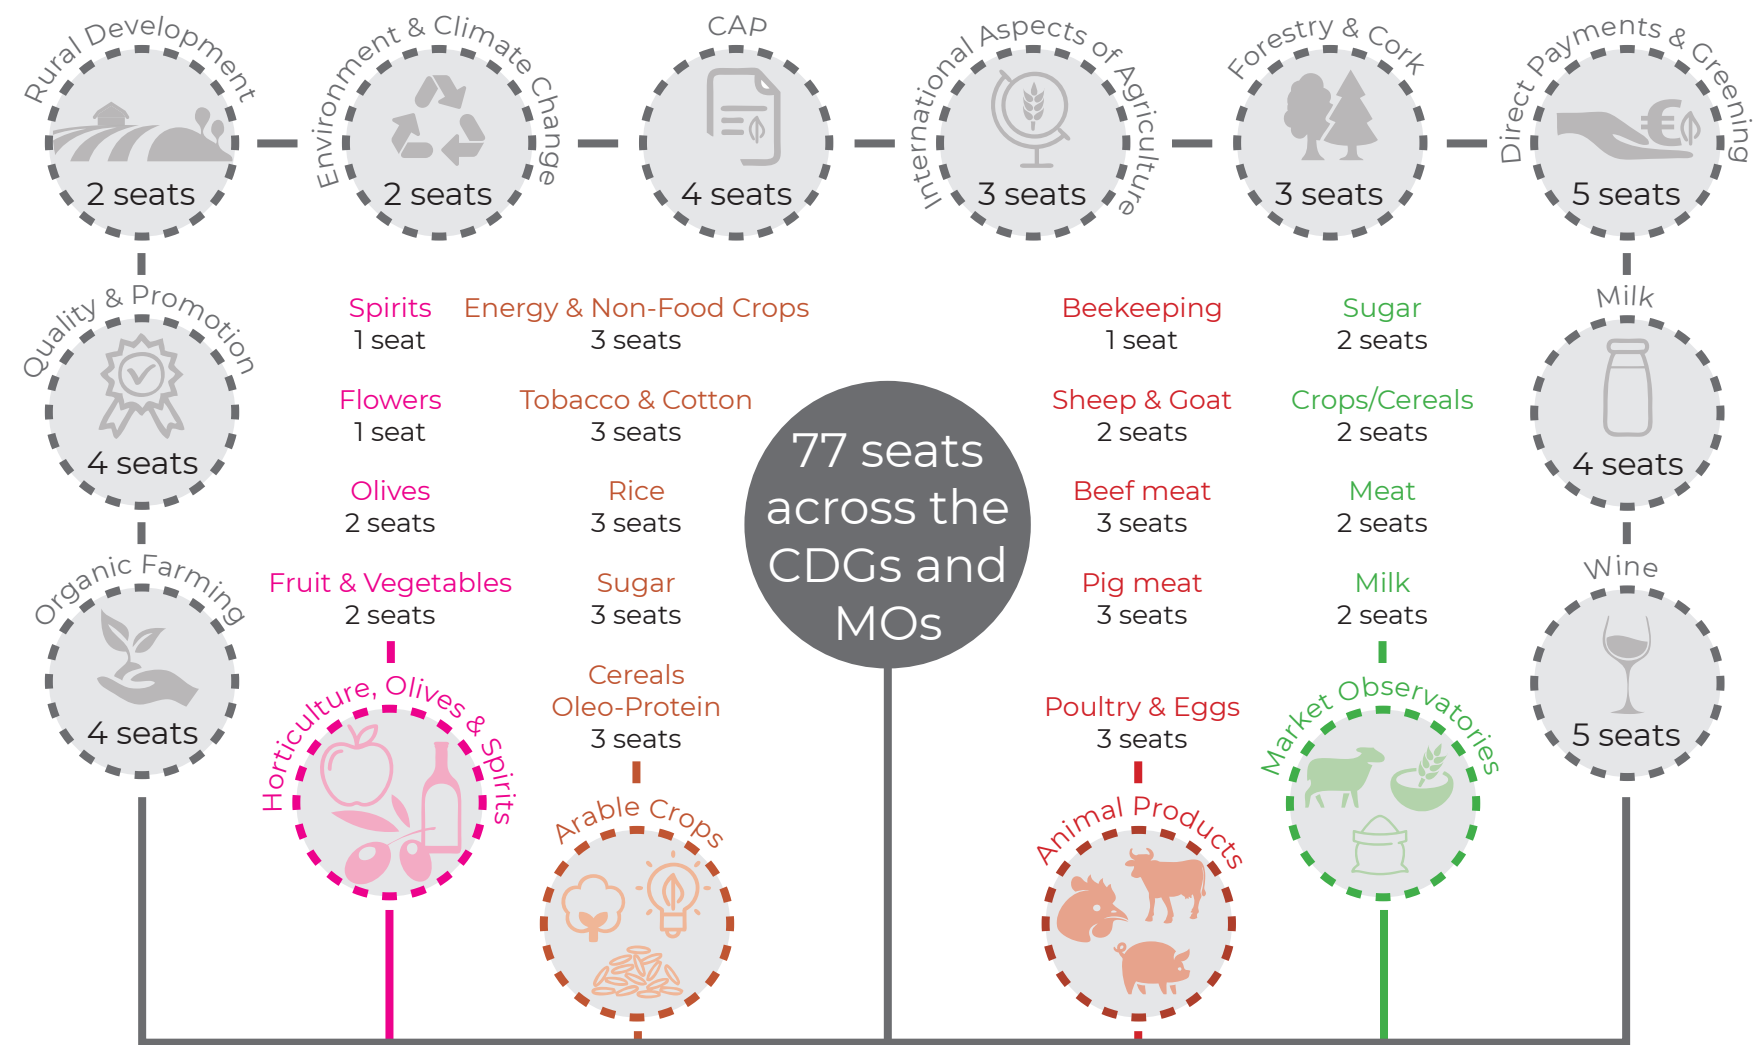 Rural Development
2 seats
Environment & Climate Change
2 seats
CAP
4 seats
International Aspects of Agriculture
3 seats
Forestry & Cork
3 seats
Direct Payments & Greening
5 seats
Quality & Promotion
4 seats
Organic Farming
4 seats
Spirits
1 seat
Flowers
1 seat
Olives
2 seats
Fruit & Vegetables
2 seats
Horticulture, Olives & Spirits
Energy & Non-Food Crops
3 seats
Tobacco & Cotton
3 seats
Rice
3 seats
Sugar
3 seats
Cereals
Oleo-Protein
3 seats
Arable Crops
77 seats
across the
CDGs and
MOs
Beekeeping
1 seat
Sheep & Goat
2 seats
Beef meat
3 seats
Pig meat
3 seats
Poultry & Eggs
3 seats
Animal Products
Sugar
2 seats
Crops/Cereals
2 seats
Meat
2 seats
Milk
2 seats
Market Observatories
Milk
4 seats
Wine
5 seats